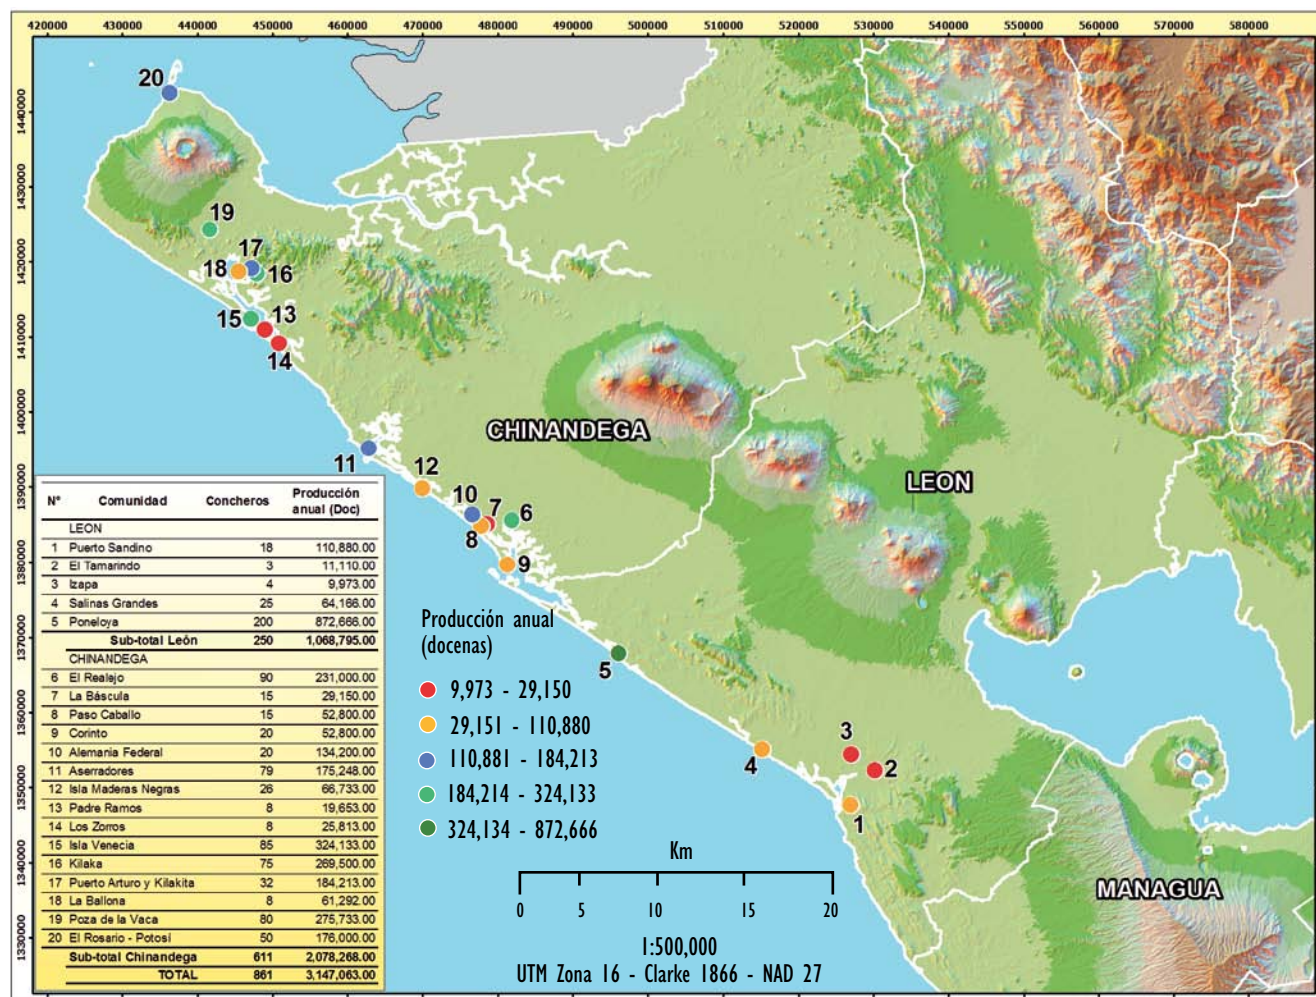 420000 430000 440000 450000 460000 470000 480000 490000 500000 510000 520000 530000 540000 550000 560000 570000 580000
1440000
1430000
1420000
1410000
1400000
1390000
1380000
1370000
1360000
1350000
1340000
1330000
20
19
17
18
16
15
13
14
CHINANDEGA
11
12
LEON
10
7
6
8
9
5
3
4
2
1
MANAGUA
N° Comunidad Concheros Producción anual (Doc)
LEON
1 Puerto Sandino 18 110,880.00
2 El Tamarindo 3 11,110.00
3 Izapa 4 9,973.00
4 Salinas Grandes 25 64,166.00
5 Poneloya 200 872,666.00
Sub-total León 250 1,068,795.00
CHINANDEGA
6 El Realejo 90 231,000.00
7 La Báscula 15 29,150.00
8 Paso Caballo 15 52,800.00
9 Corinto 20 52,800.00
10 Alemania Federal 20 134,200.00
11 Aserradores 79 175,248.00
12 Isla Maderas Negras 26 66,733.00
13 Padre Ramos 8 19,653.00
14 Los Zorros 8 25,813.00
15 Isla Venecia 85 324,133.00
16 Kilaka 75 269,500.00
17 Puerto Arturo y Kilakita 32 184,213.00
18 La Ballona 8 61,292.00
19 Poza de la Vaca 80 275,733.00
20 El Rosario - Potosí 50 176,000.00
Sub-total Chinandega 611 2,078,268.00
TOTAL 861 3,147,063.00
Producción anual
(docenas)
9,973 - 29,150
29,151 - 110,880
110,881 - 184,213
184,214 - 324,133
324,134 - 872,666
Km
0 5 10 15 20
1:500,000
UTM Zona 16 - Clarke 1866 - NAD 27